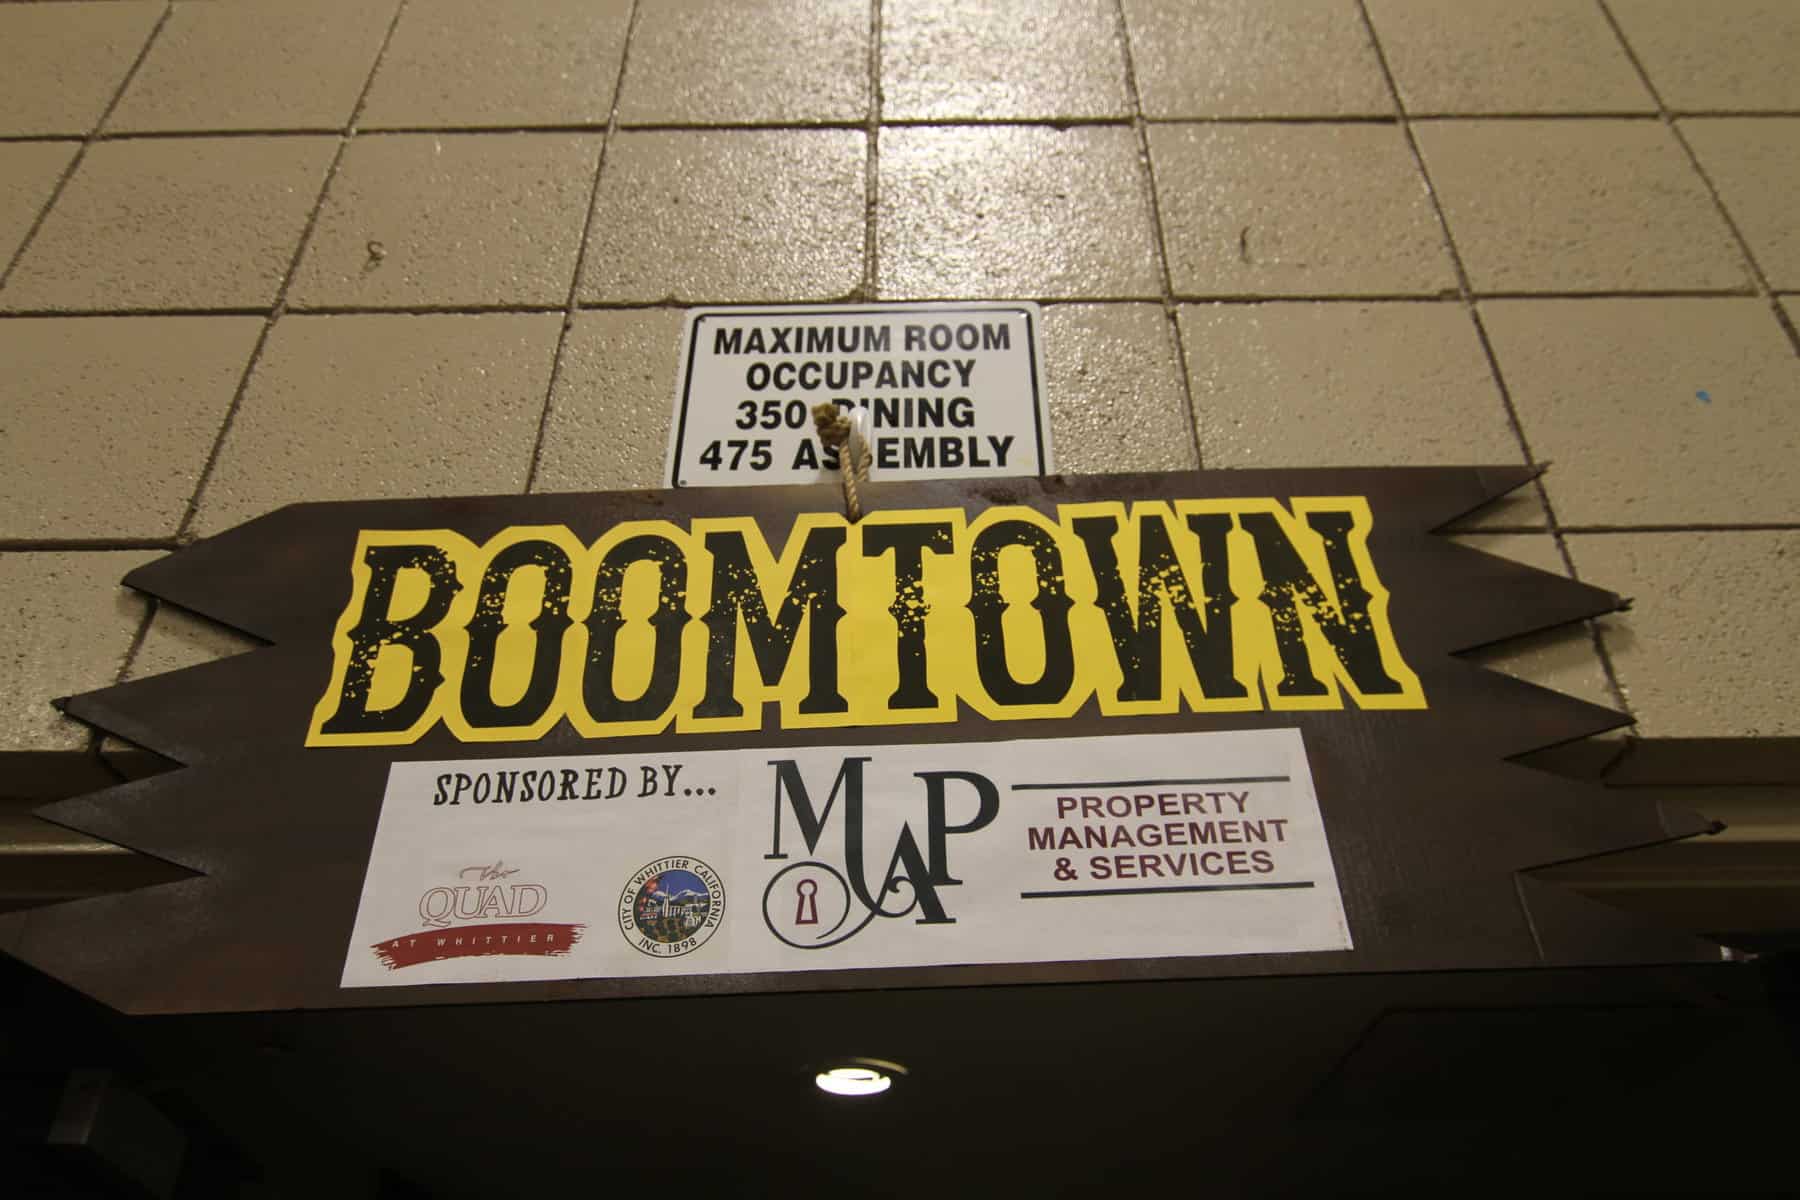 MAXIMUM ROOM
OCCUPANCY
350 DINING
475 ASSEMBLY
BOOMTOWN
SPONSORED BY...
The
QUAD
AT WHITTIER
CITY OF WHITTIER CALIFORNIA
INC. 1898
MAP
PROPERTY
MANAGEMENT
& SERVICES